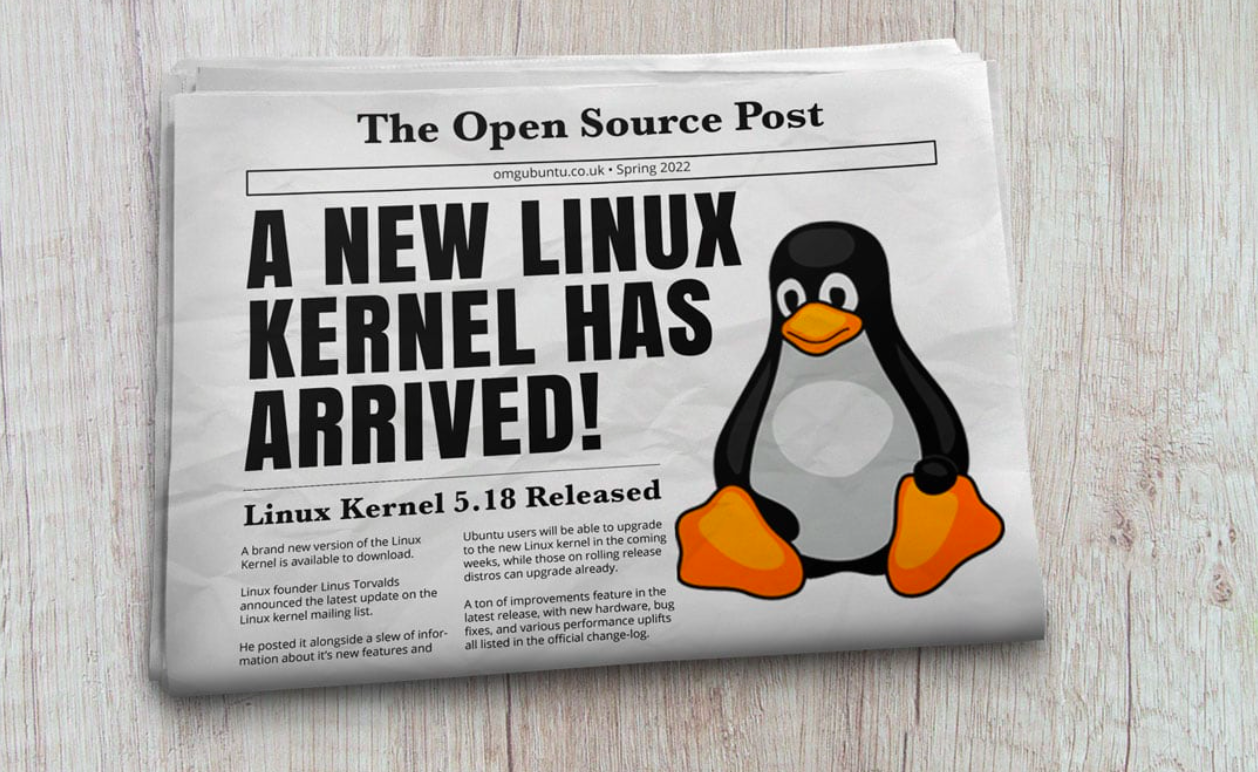 The Open Source Post
omgubuntu.co.uk • Spring 2022
A NEW LINUX
KERNEL HAS
ARRIVED!
Linux Kernel 5.18 Released
A brand new version of the Linux
Kernel is available to download.
Linux founder Linus Torvalds
announced the latest update on the
Linux kernel mailing list.
He posted it alongside a slew of infor-
mation about it's new features and
Ubuntu users will be able to upgrade
to the new Linux kernel in the coming
weeks, while those on rolling release
distros can upgrade already.
A ton of improvements feature in the
latest release, with new hardware, bug
fixes, and various performance uplifts
all listed in the official change-log.